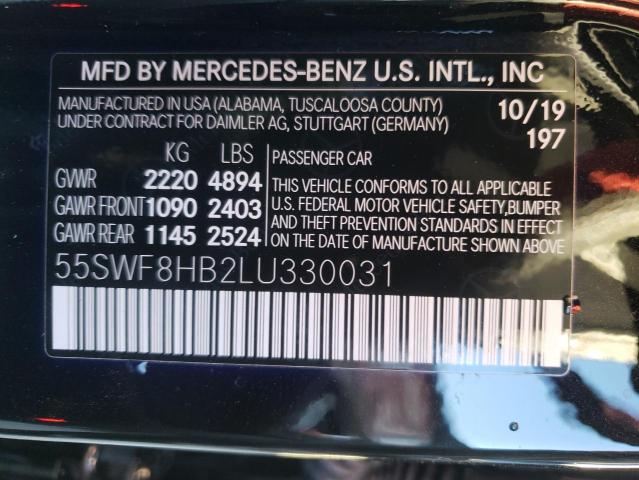 MFD BY MERCEDES-BENZ U.S. INTL., INC
MANUFACTURED IN USA (ALABAMA, TUSCALOOSA COUNTY) 10/19
UNDER CONTRACT FOR DAIMLER AG, STUTTGART (GERMANY) 197
KG LBS PASSENGER CAR
GVWR 2220 4894 THIS VEHICLE CONFORMS TO ALL APPLICABLE
GAWR FRONT 1090 2403 U.S. FEDERAL MOTOR VEHICLE SAFETY, BUMPER
AND THEFT PREVENTION STANDARDS IN EFFECT
GAWR REAR 1145 2524 ON THE DATE OF MANUFACTURE SHOWN ABOVE
55SWF8HB2LU330031